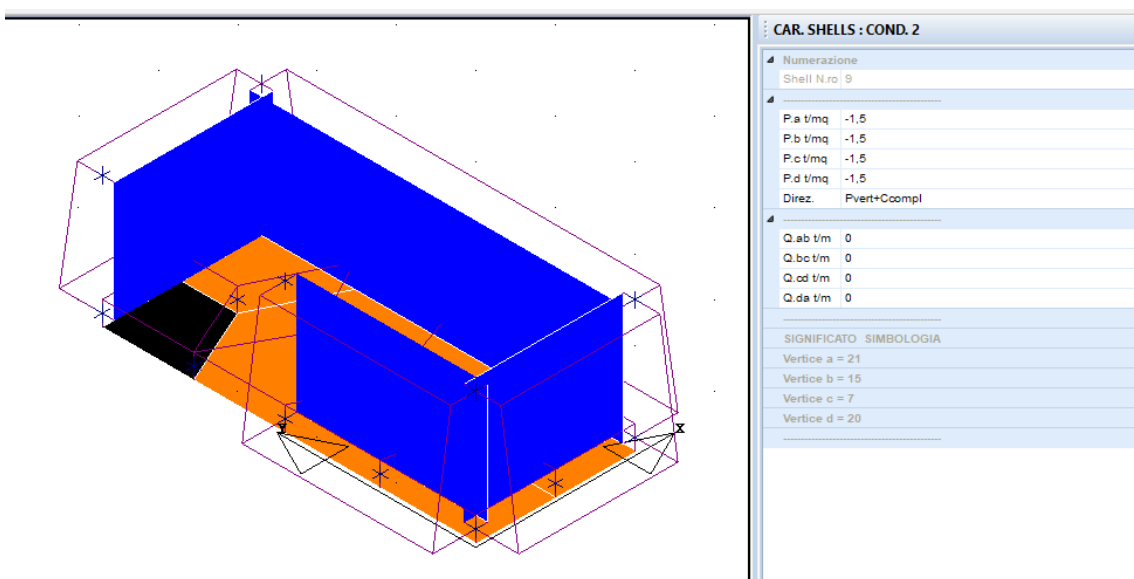 CAR. SHELLS : COND. 2
Numerazione
Shell N.ro 9
P.a t/mq -1,5
P.b t/mq -1,5
P.c t/mq -1,5
P.d t/mq -1,5
Direz. Pvert+Ccompl
Q.ab t/m 0
Q.bc t/m 0
Q.cd t/m 0
Q.da t/m 0
SIGNIFICATO SIMBOLOGIA
Vertice a = 21
Vertice b = 15
Vertice c = 7
Vertice d = 20
Y
X